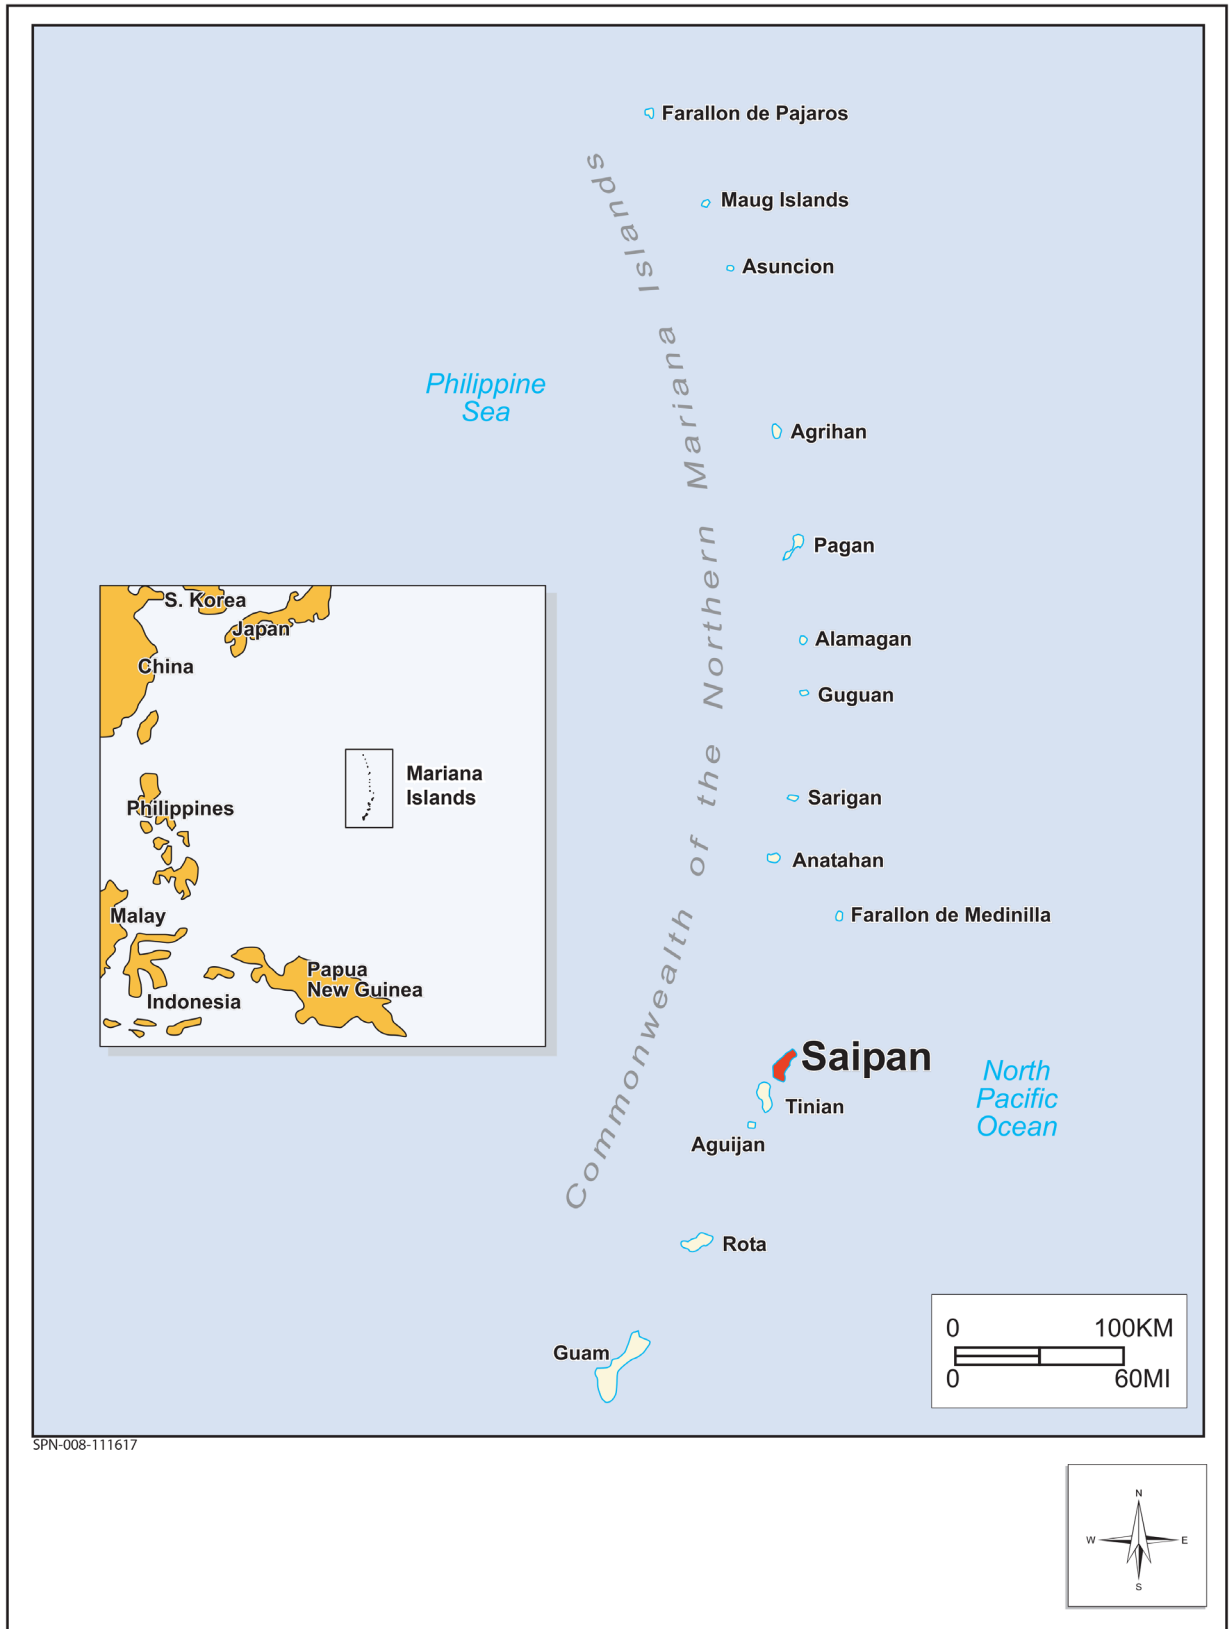 Farallon de Pajaros
Maug Islands
Asuncion
Philippine
Sea
Agrihan
Pagan
Alamagan
Guguan
Sarigan
Anatahan
Farallon de Medinilla
Commonwealth of the Northern Mariana Islands
S. Korea
Japan
China
Mariana
Islands
Philippines
Malay
Papua
New Guinea
Indonesia
Saipan
Tinian
Aguijan
North
Pacific
Ocean
Rota
Guam
0 100KM
0 60MI
SPN-008-111617
N
W E
S